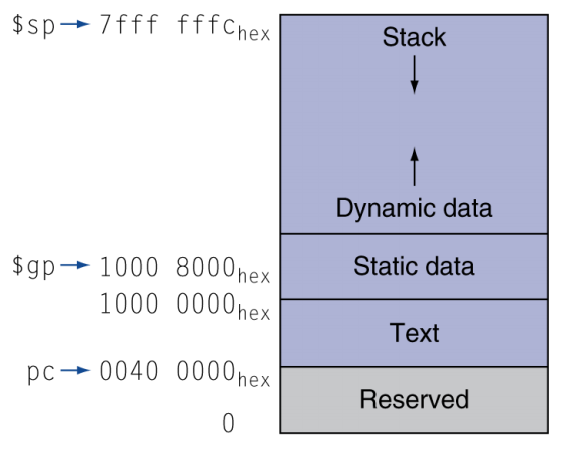 $sp 7fff fffc hex
Stack
Dynamic data
$gp 1000 8000 hex
Static data
1000 0000 hex
Text
pc 0040 0000 hex
Reserved
0